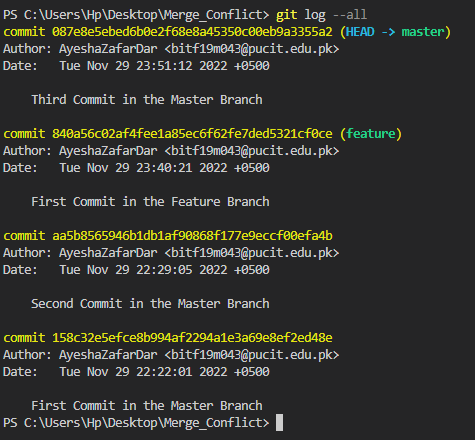 PS C:\Users\Hp\Desktop\Merge_Conflict> git log --all
commit 087e8e5ebed6b0e2f68e8a45350c00eb9a3355a2 (HEAD -> master)
Author: AyeshaZafarDar <bitf19m043@pucit.edu.pk>
Date:   Tue Nov 29 23:51:12 2022 +0500
    Third Commit in the Master Branch
commit 840a56c02af4fee1a85ec6f62fe7ded5321cf0ce (feature)
Author: AyeshaZafarDar <bitf19m043@pucit.edu.pk>
Date:   Tue Nov 29 23:40:21 2022 +0500
    First Commit in the Feature Branch
commit aa5b8565946b1db1af90868f177e9eccf00efa4b
Author: AyeshaZafarDar <bitf19m043@pucit.edu.pk>
Date:   Tue Nov 29 22:29:05 2022 +0500
    Second Commit in the Master Branch
commit 158c32e5efce8b994af2294a1e3a69e8ef2ed48e
Author: AyeshaZafarDar <bitf19m043@pucit.edu.pk>
Date:   Tue Nov 29 22:22:01 2022 +0500
    First Commit in the Master Branch
PS C:\Users\Hp\Desktop\Merge_Conflict>